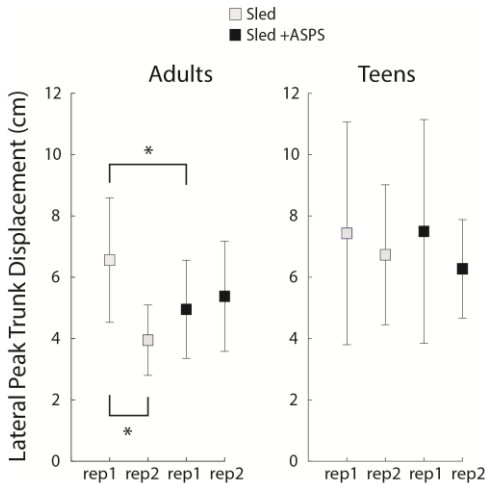 Sled
Sled +ASPS
Adults
Teens
Lateral Peak Trunk Displacement (cm)
12
10
8
6
4
2
0
*
*
rep1 rep2 rep1 rep2
12
10
8
6
4
2
0
rep1 rep2 rep1 rep2